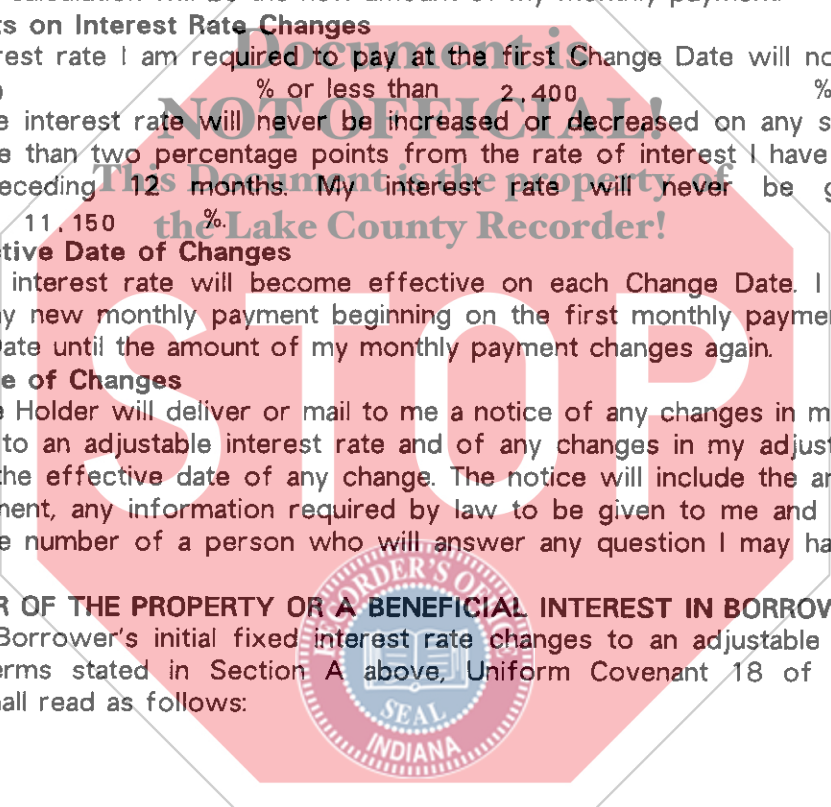 calculation will be the new amount of my monthly payment.
ts on Interest Rate Changes
rest rate I am required to pay at the first Change Date will no
% or less than 2.400 %
e interest rate will never be increased or decreased on any s
e than two percentage points from the rate of interest I have
receding 12 months. My interest rate will never be g
11.150 %.
tive Date of Changes
interest rate will become effective on each Change Date. I
y new monthly payment beginning on the first monthly paymen
Date until the amount of my monthly payment changes again.
e of Changes
e Holder will deliver or mail to me a notice of any changes in m
to an adjustable interest rate and of any changes in my adjust
the effective date of any change. The notice will include the a
ment, any information required by law to be given to me and
e number of a person who will answer any question I may ha
R OF THE PROPERTY OR A BENEFICIAL INTEREST IN BORROW
Borrower's initial fixed interest rate changes to an adjustable
erms stated in Section A above, Uniform Covenant 18 of
hall read as follows:
Document is
NOT OFFICIAL!
This Document is the property of
the Lake County Recorder!
STOP
RECORDER'S OFFICE
SEAL
INDIANA